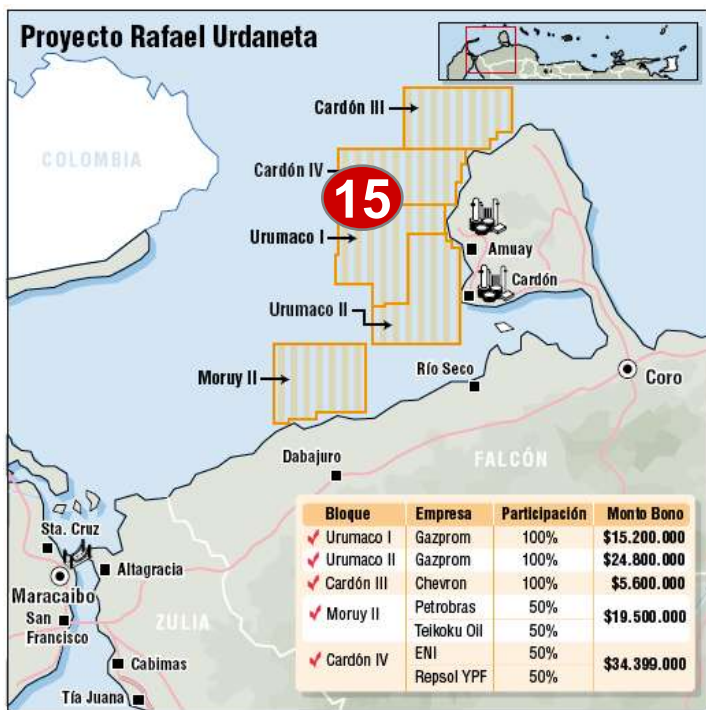 Proyecto Rafael Urdaneta
COLOMBIA
Cardón III
Cardón IV
15
Urumaco I
Amuay
Cardón
Urumaco II
Moruy II
Río Seco
Coro
Dabajuro
FALCÓN
Sta. Cruz
Altagracia
Maracaibo
San
Francisco
ZULIA
Cabimas
Tía Juana
Bloque Empresa Participación Monto Bono
Urumaco I Gazprom 100% $15.200.000
Urumaco II Gazprom 100% $24.800.000
Cardón III Chevron 100% $5.600.000
Moruy II Petrobras 50% $19.500.000
Teikoku Oil 50%
Cardón IV ENI 50% $34.399.000
Repsol YPF 50%